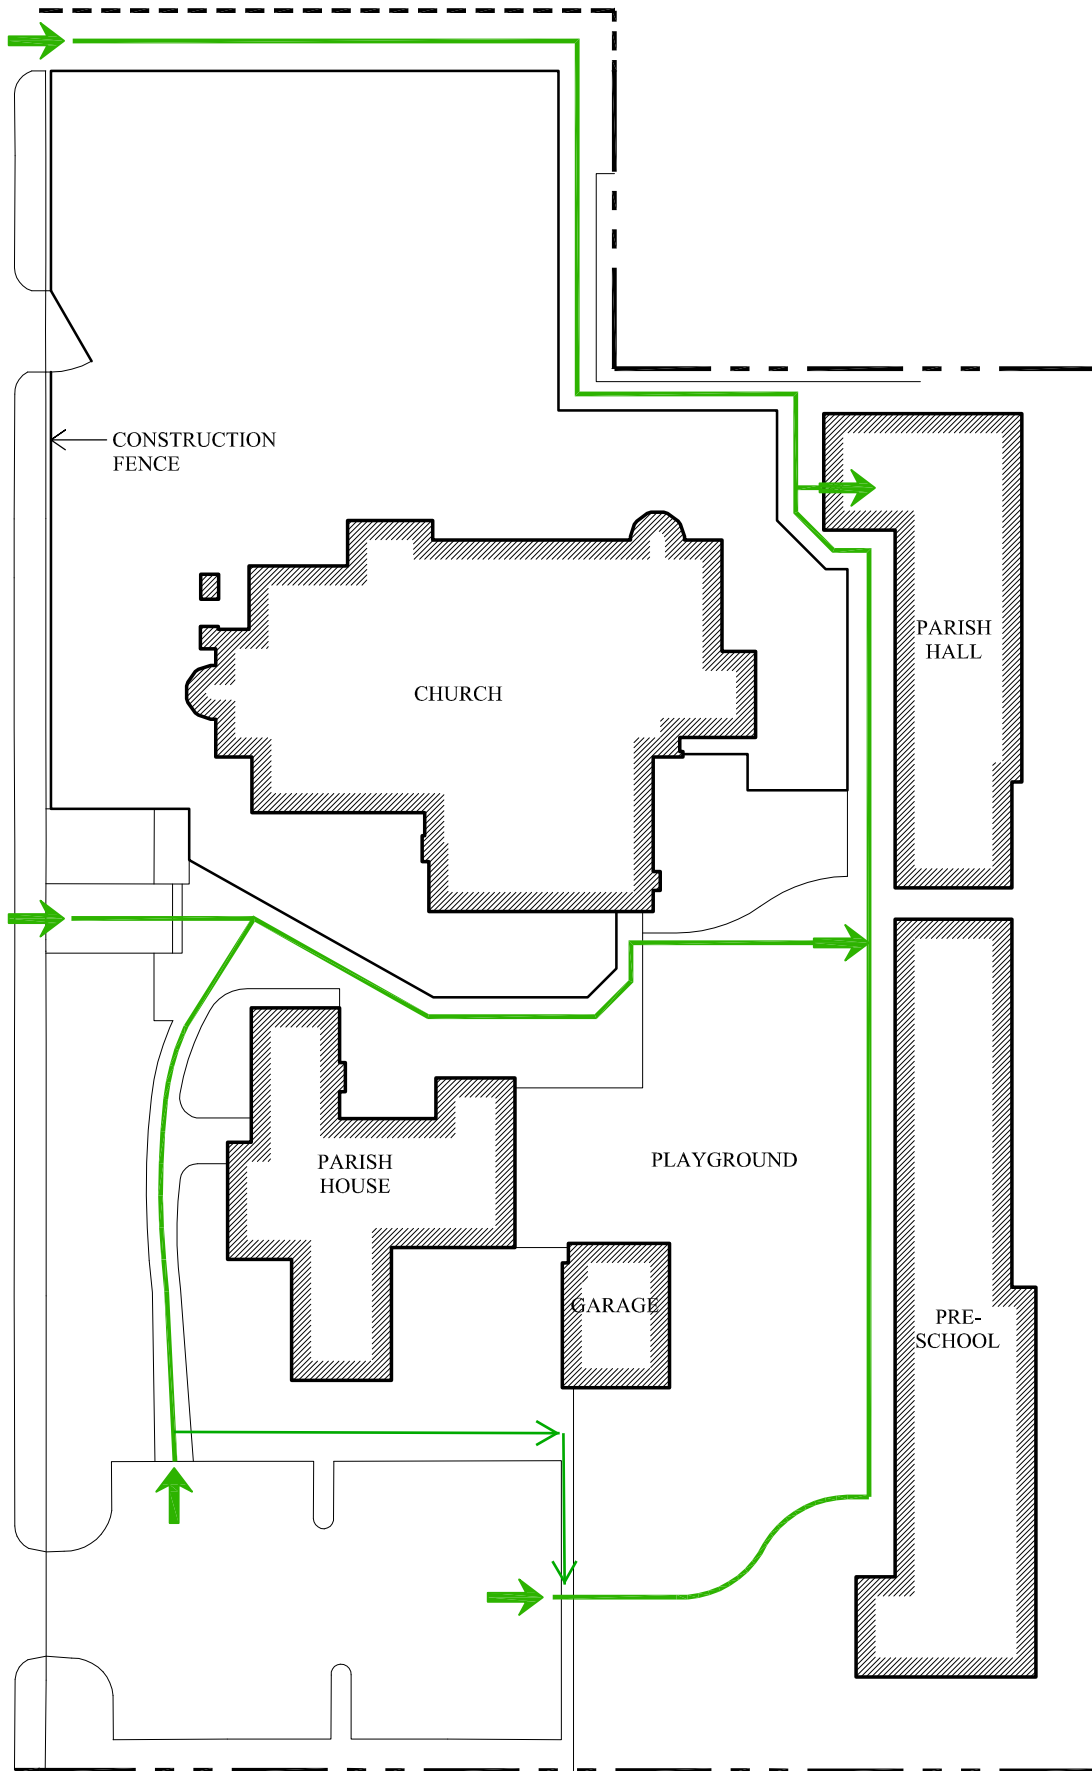 CONSTRUCTION
FENCE
PARISH
HALL
CHURCH
PARISH
HOUSE
PLAYGROUND
GARAGE
PRE-
SCHOOL